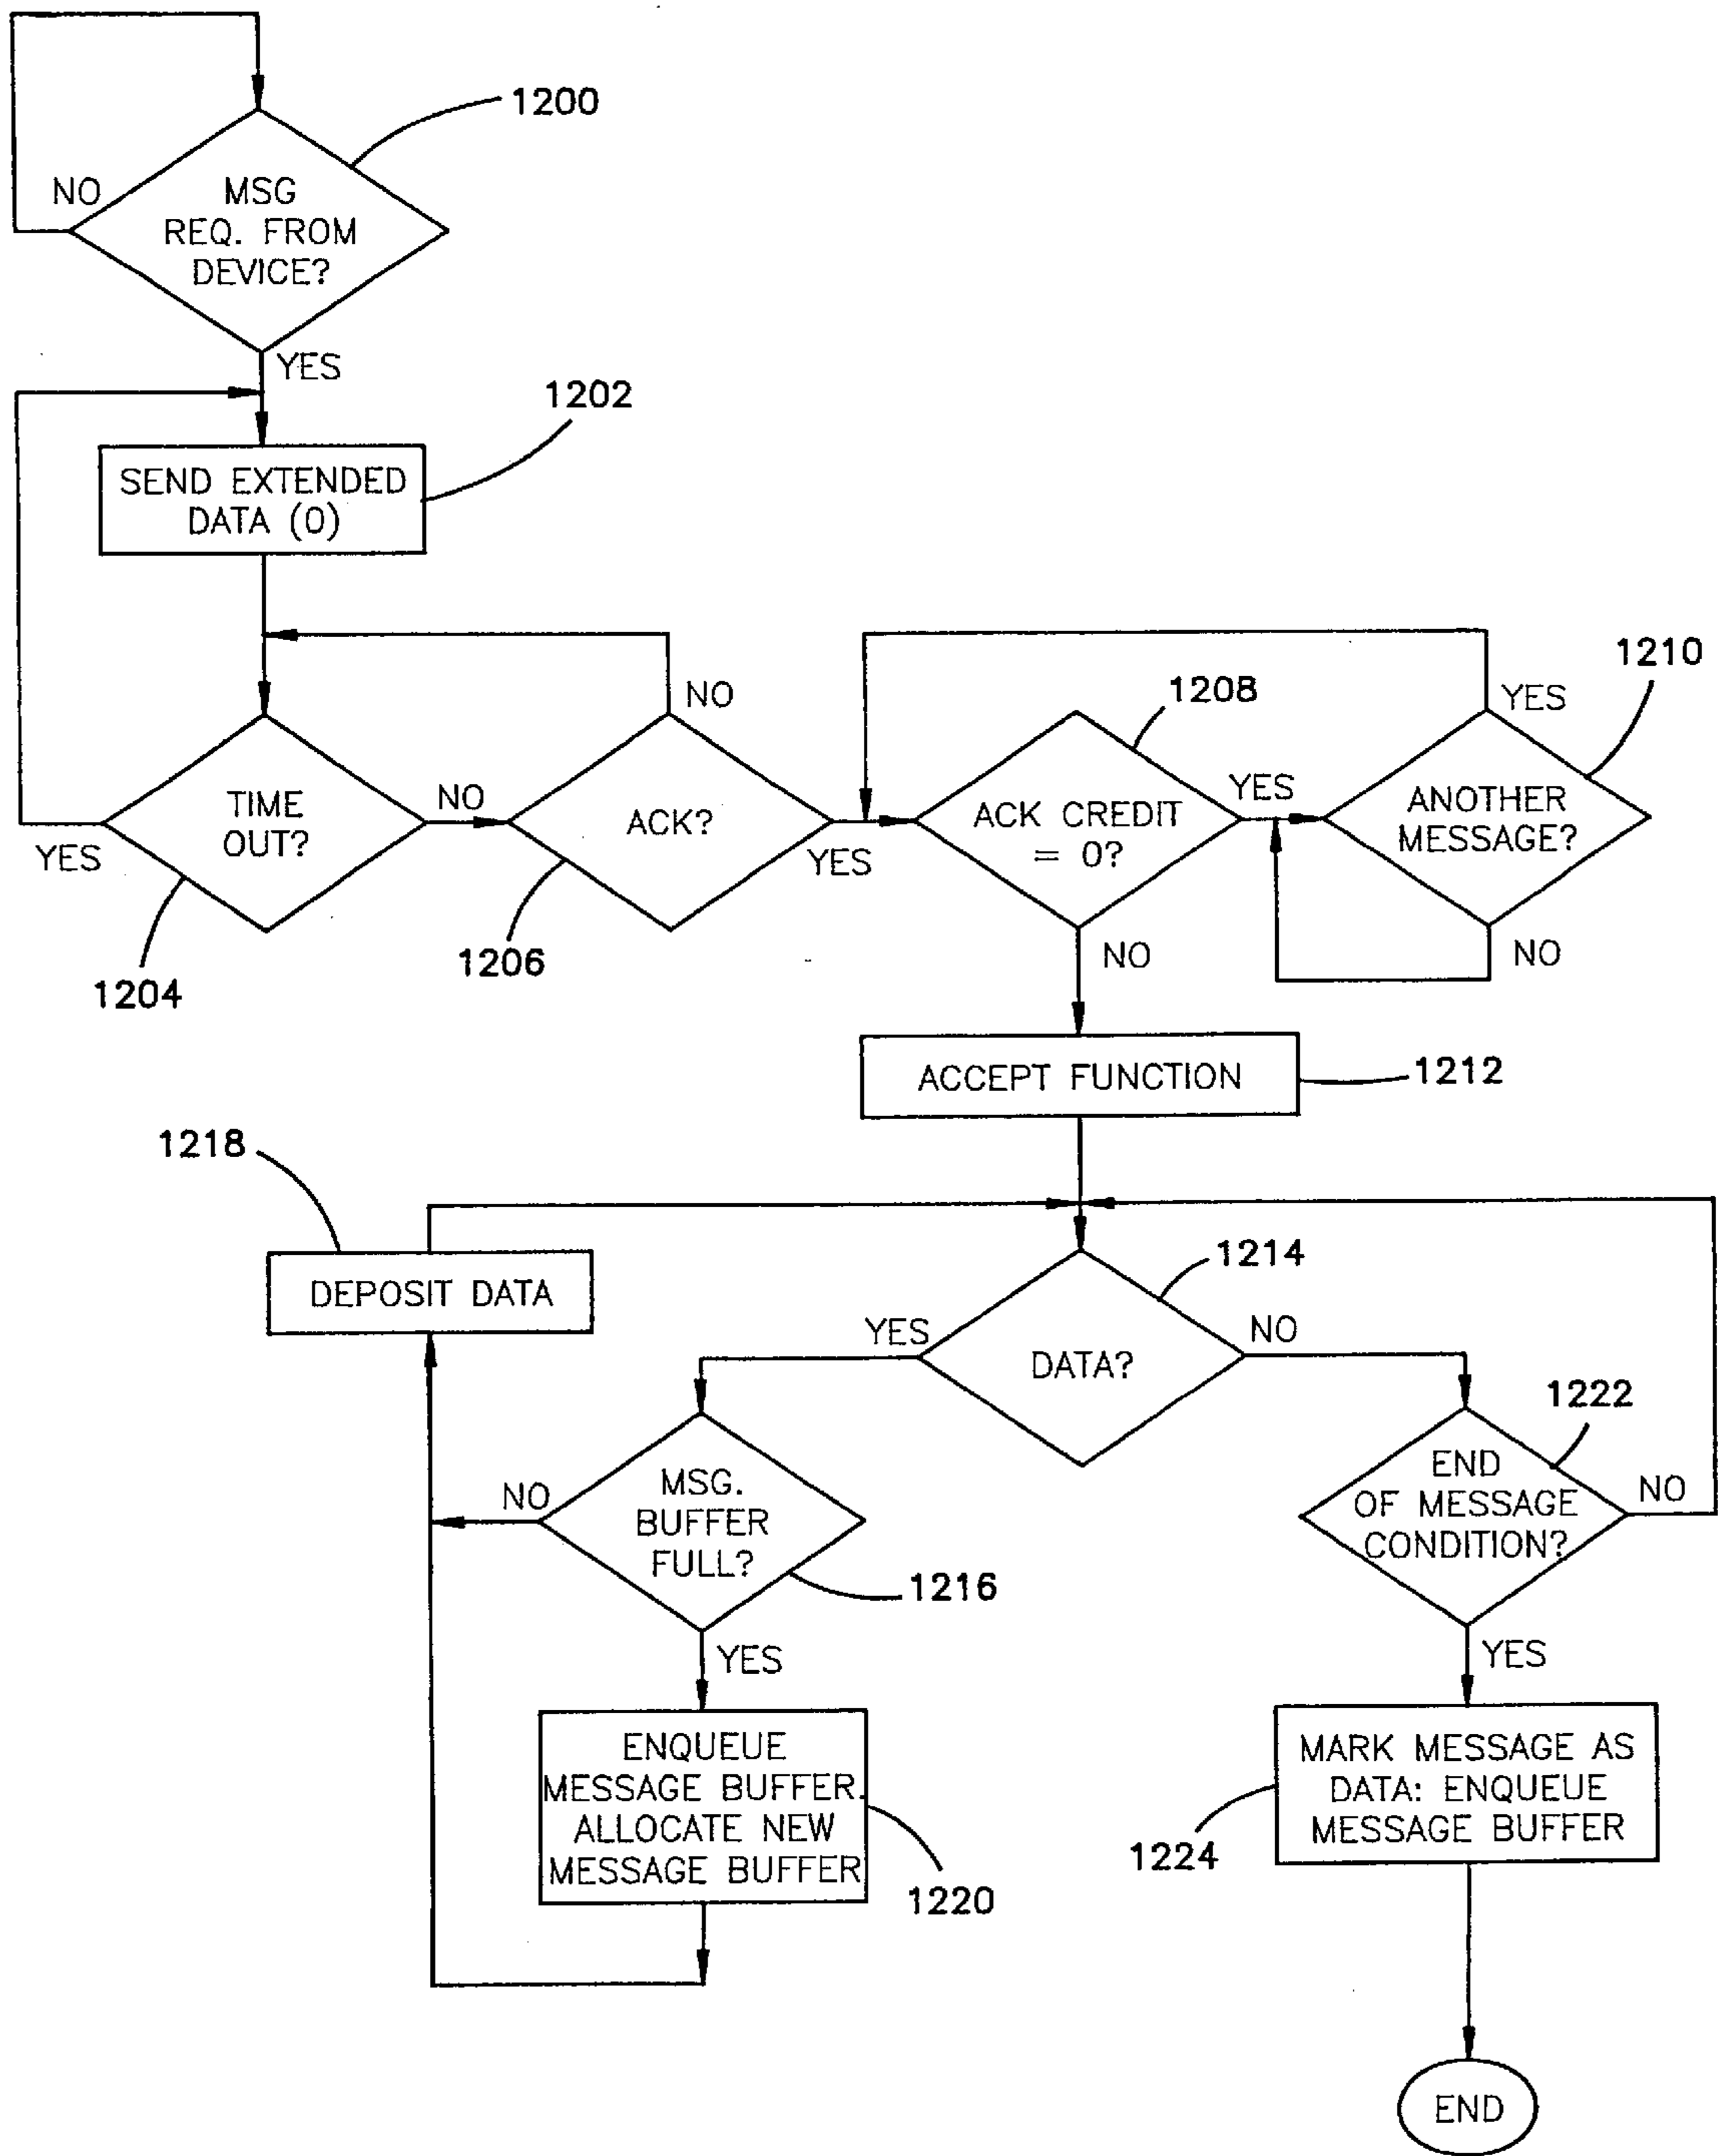 1200
NO
MSG
REQ. FROM
DEVICE?
YES
1202
SEND EXTENDED
DATA (0)
1210
NO
1208
YES
TIME
OUT?
NO
ACK?
ACK CREDIT
= 0?
YES
ANOTHER
MESSAGE?
YES
YES
1204
1206
NO
NO
ACCEPT FUNCTION
1212
1218
DEPOSIT DATA
1214
YES
DATA?
NO
1222
NO
MSG.
BUFFER
FULL?
END
OF MESSAGE
CONDITION?
NO
1216
YES
YES
ENQUEUE
MESSAGE BUFFER.
ALLOCATE NEW
MESSAGE BUFFER
MARK MESSAGE AS
DATA: ENQUEUE
MESSAGE BUFFER
1224
1220
END